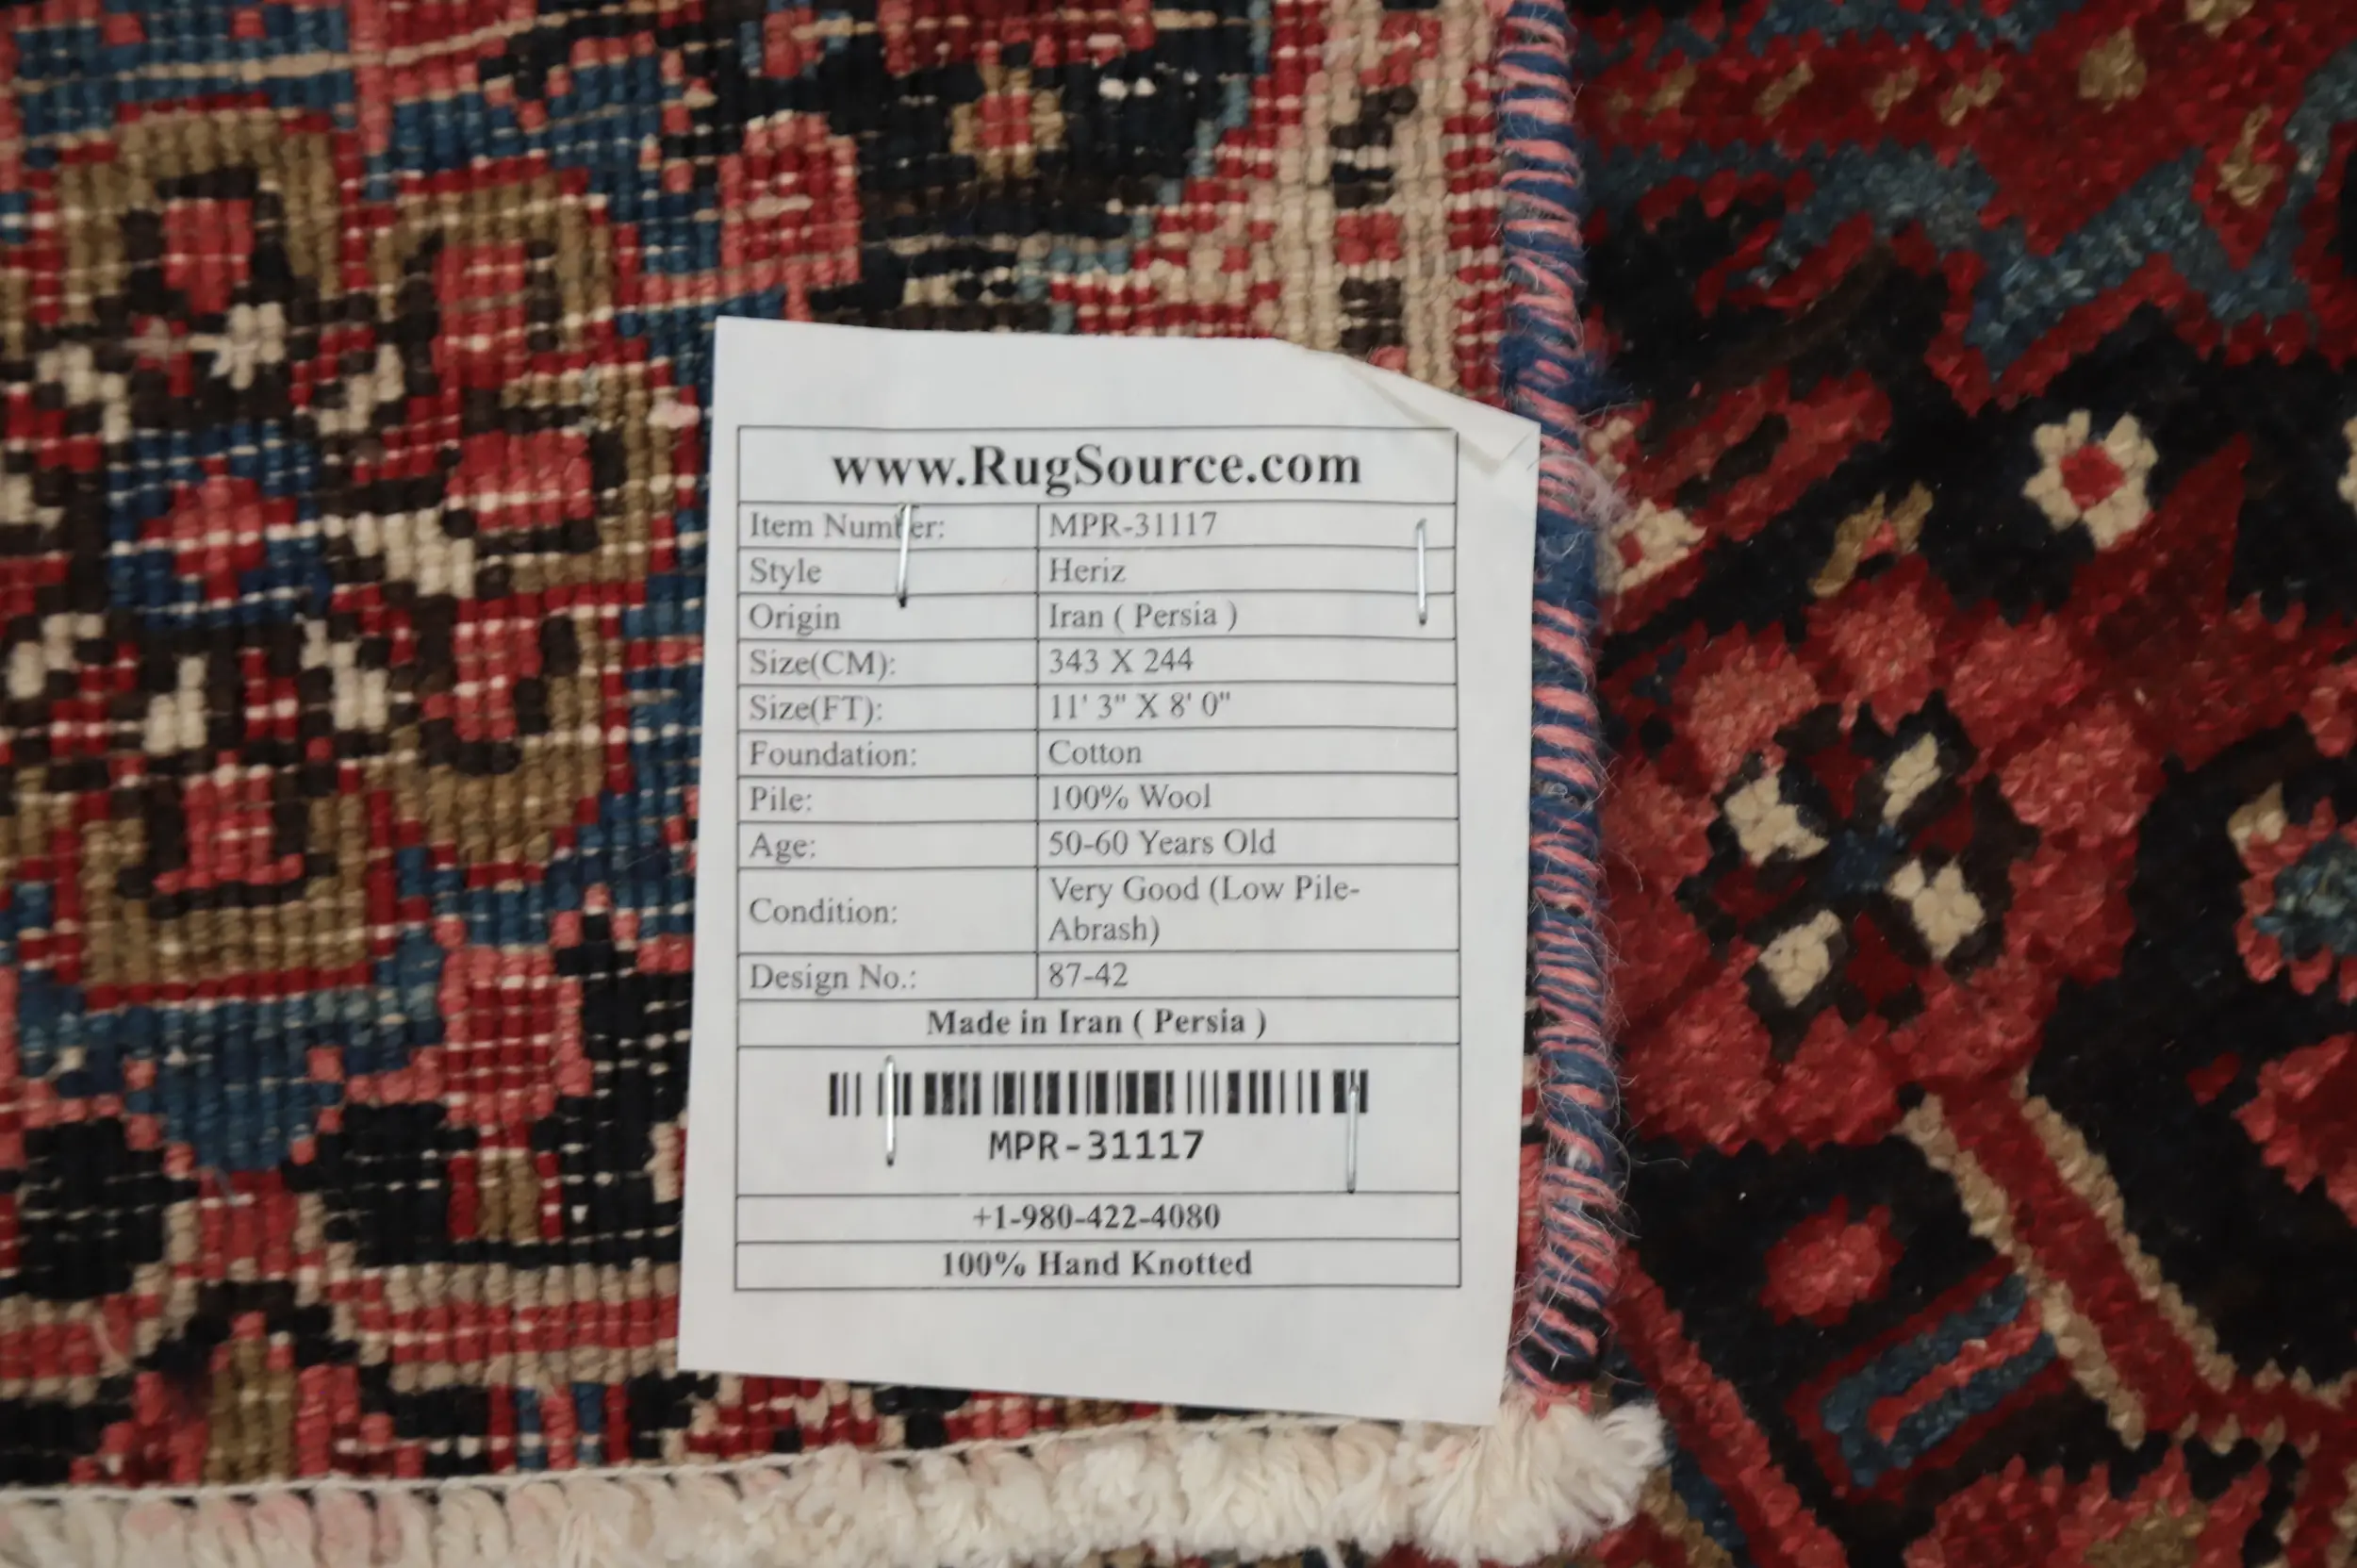 www.RugSource.com
Item Number: MPR-31117
Style Heriz
Origin Iran ( Persia )
Size(CM): 343 X 244
Size(FT): 11' 3" X 8' 0"
Foundation: Cotton
Pile: 100% Wool
Age: 50-60 Years Old
Condition: Very Good (Low Pile-
Abrash)
Design No.: 87-42
Made in Iran ( Persia )
MPR-31117
+1-980-422-4080
100% Hand Knotted